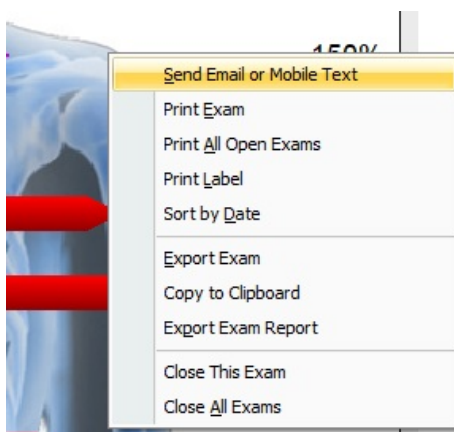 150%
Send Email or Mobile Text
Print Exam
Print All Open Exams
Print Label
Sort by Date
Export Exam
Copy to Clipboard
Export Exam Report
Close This Exam
Close All Exams